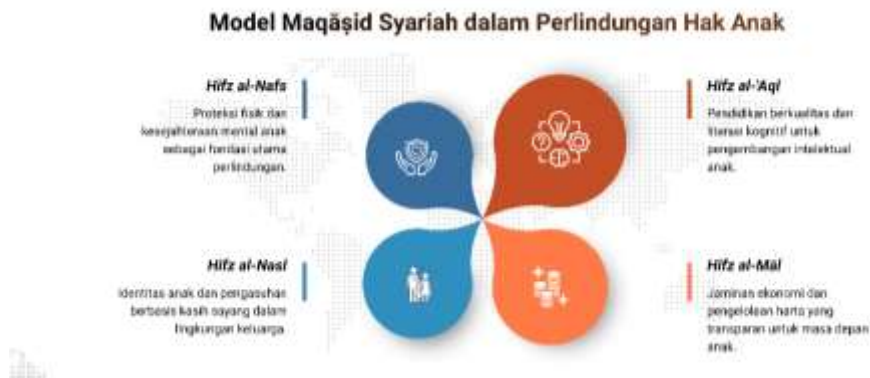 Model Maqāṣid Syariah dalam Perlindungan Hak Anak
Hifz al-Nafs
Proteksi fisik dan
kesejahteraan mental anak
sebagai fondasi utama
perlindungan.
Hifz al-'Aql
Pendidikan berkualitas dan
literasi kognitif untuk
pengembangan intelektual
anak.
Hifz al-Nasl
Identitas anak dan pengasuhan
berbasis kasih sayang dalam
lingkungan keluarga.
Hifz al-Māl
Jaminan ekonomi dan
pengelolaan harta yang
transparan untuk masa depan
anak.